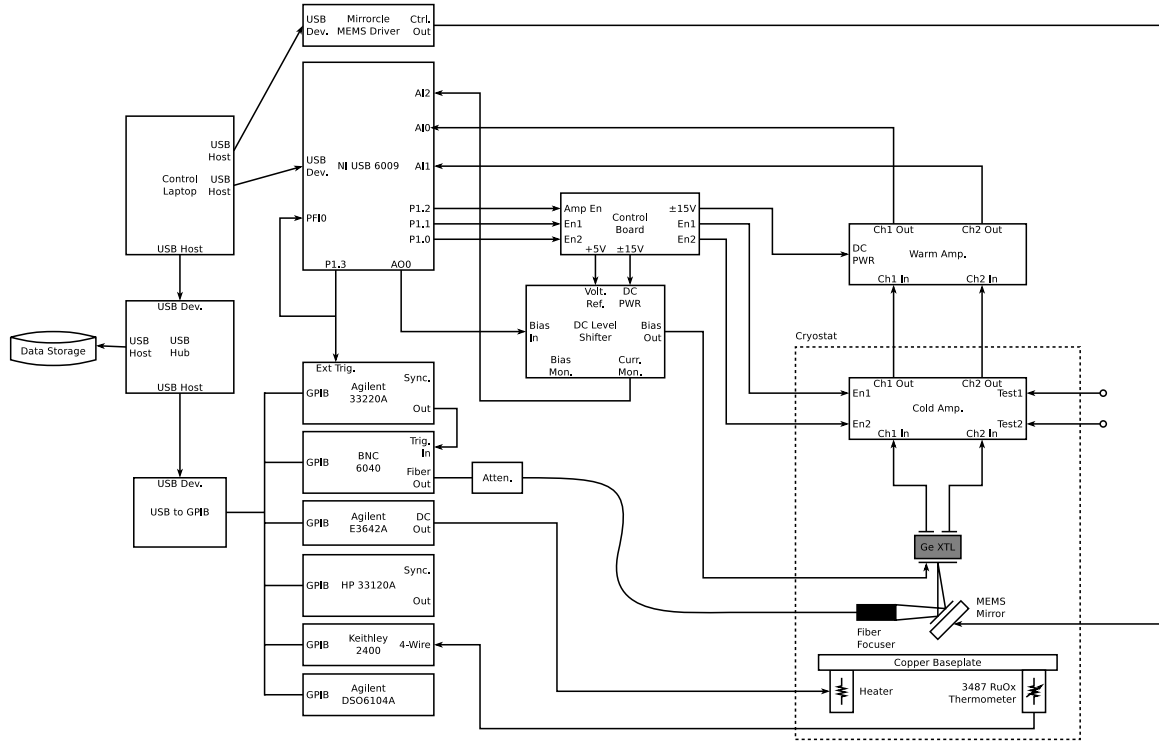 USB
Dev.
Mirrorcle
MEMS Driver
Ctrl.
Out
AI2
AI0
AI1
USB
Dev.
NI USB 6009
PFI0
P1.2
P1.1
P1.0
P1.3
AO0
USB
Host
Control
Laptop
USB
Host
USB Host
Amp En
En1
En2
Control
Board
±15V
En1
En2
+5V
±15V
Ch1 Out
Ch2 Out
DC
PWR
Warm Amp.
Ch1 In
Ch2 In
USB Dev.
USB
Host
USB
Hub
USB Host
Data Storage
Volt.
Ref.
DC
PWR
Bias
In
DC Level
Shifter
Bias
Out
Bias
Mon.
Curr.
Mon.
Cryostat
Ext Trig.
Sync.
GPIB
Agilent
33220A
Out
Ch1 Out
Ch2 Out
En1
Test1
Cold Amp.
En2
Test2
Ch1 In
Ch2 In
GPIB
BNC
6040
Trig.
In
Fiber
Out
Atten.
USB Dev.
USB to GPIB
GPIB
Agilent
E3642A
DC
Out
Ge XTL
GPIB
HP 33120A
Sync.
Out
MEMS
Mirror
Fiber
Focuser
GPIB
Keithley
2400
4-Wire
Copper Baseplate
Heater
3487 RuOx
Thermometer
GPIB
Agilent
DSO6104A